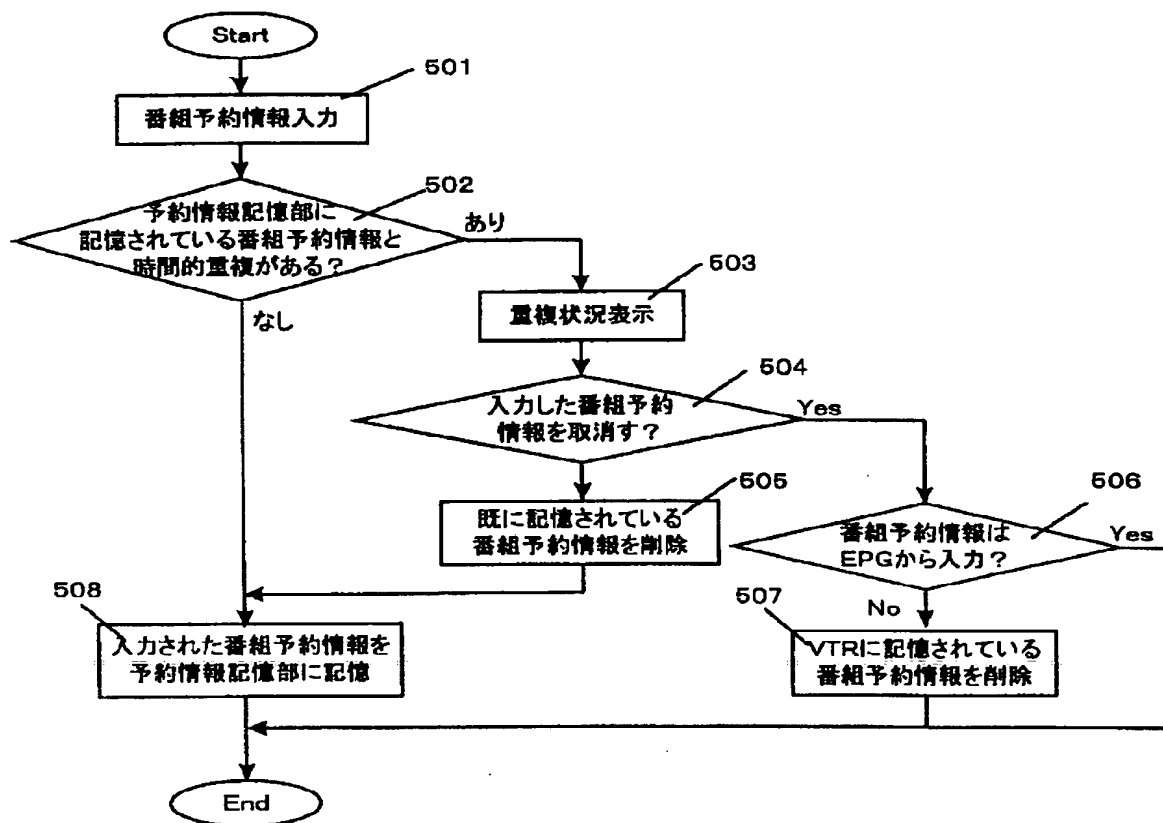 Start
501
番組予約情報入力
502
予約情報記憶部に
記憶されている番組予約情報と
時間的重複がある？
あり
なし
503
重複状況表示
504
入力した番組予約
情報を取消す？
Yes
505
既に記憶されている
番組予約情報を削除
506
番組予約情報は
EPGから入力？
Yes
No
507
VTRに記憶されている
番組予約情報を削除
508
入力された番組予約情報を
予約情報記憶部に記憶
End